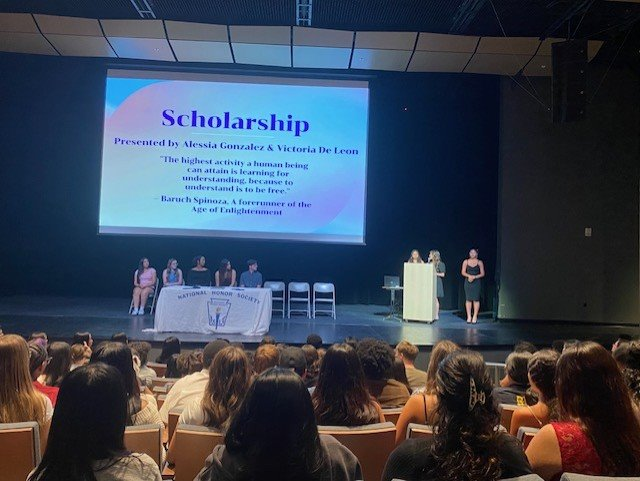 Scholarship
Presented by Alessia Gonzalez & Victoria De Leon
"The highest activity a human being
can attain is learning for
understanding, because to
understand is to be free."
– Baruch Spinoza, A forerunner of the
Age of Enlightenment
NATIONAL HONOR SOCIETY